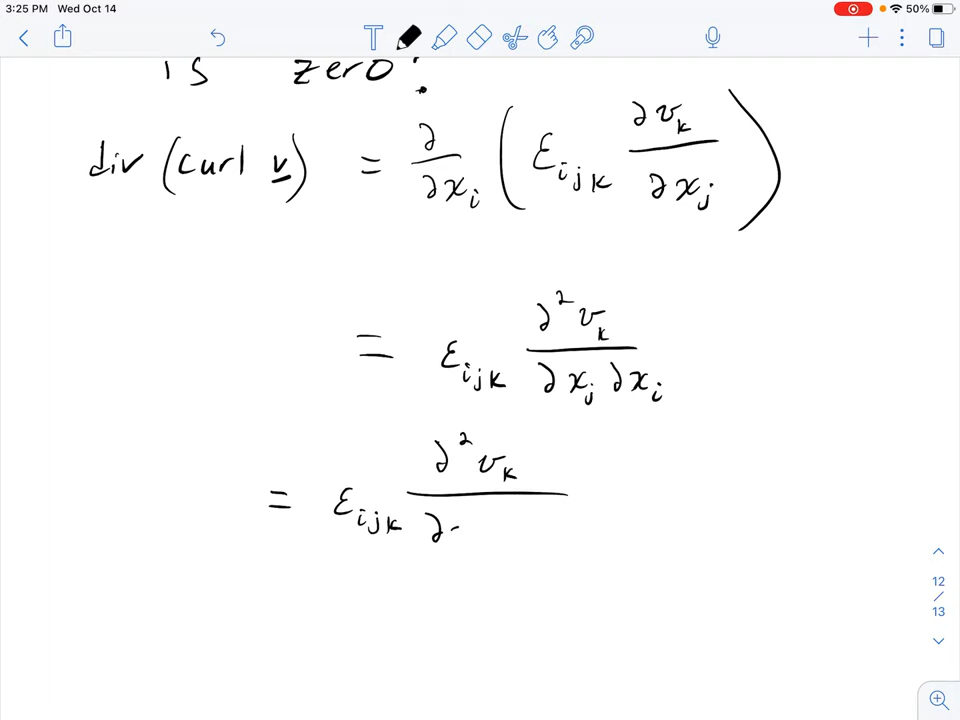 3:25 PM Wed Oct 14
50%
T
is zero?
div (curl v) = ∂/∂x_i (ε_ijk ∂v_k/∂x_j)
= ε_ijk ∂²v_k/∂x_j ∂x_i
= ε_ijk ∂²v_k/∂
12
/
13